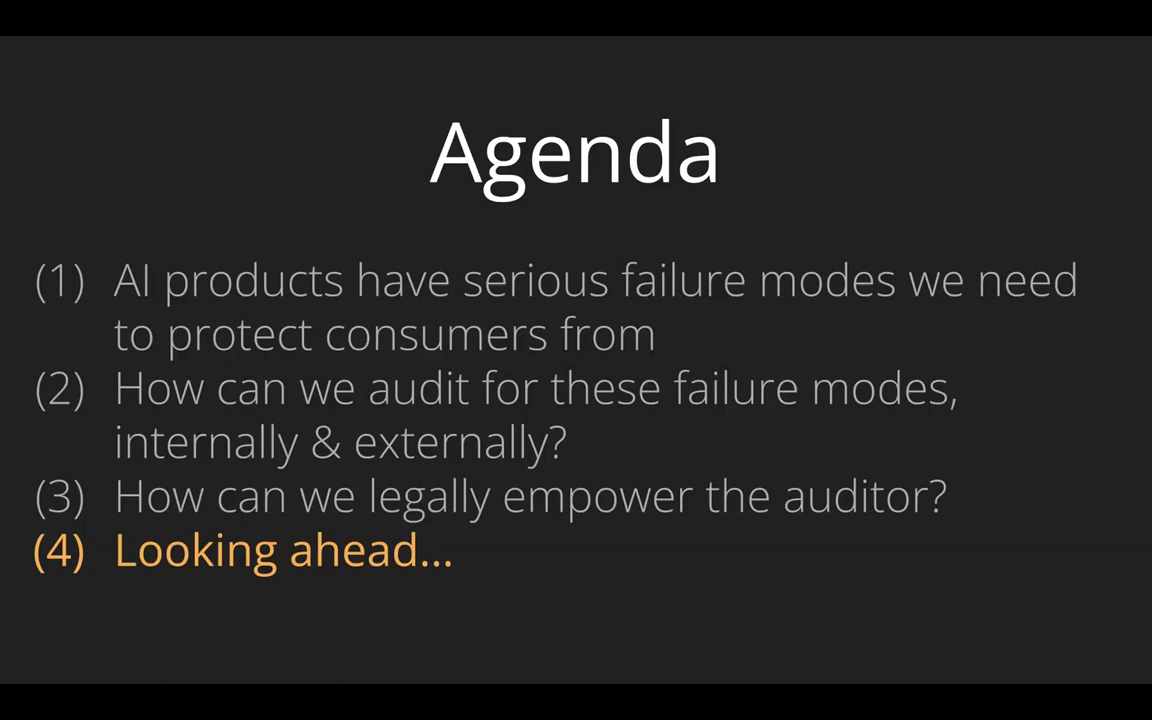 Agenda
(1) AI products have serious failure modes we need
to protect consumers from
(2) How can we audit for these failure modes,
internally & externally?
(3) How can we legally empower the auditor?
(4) Looking ahead...